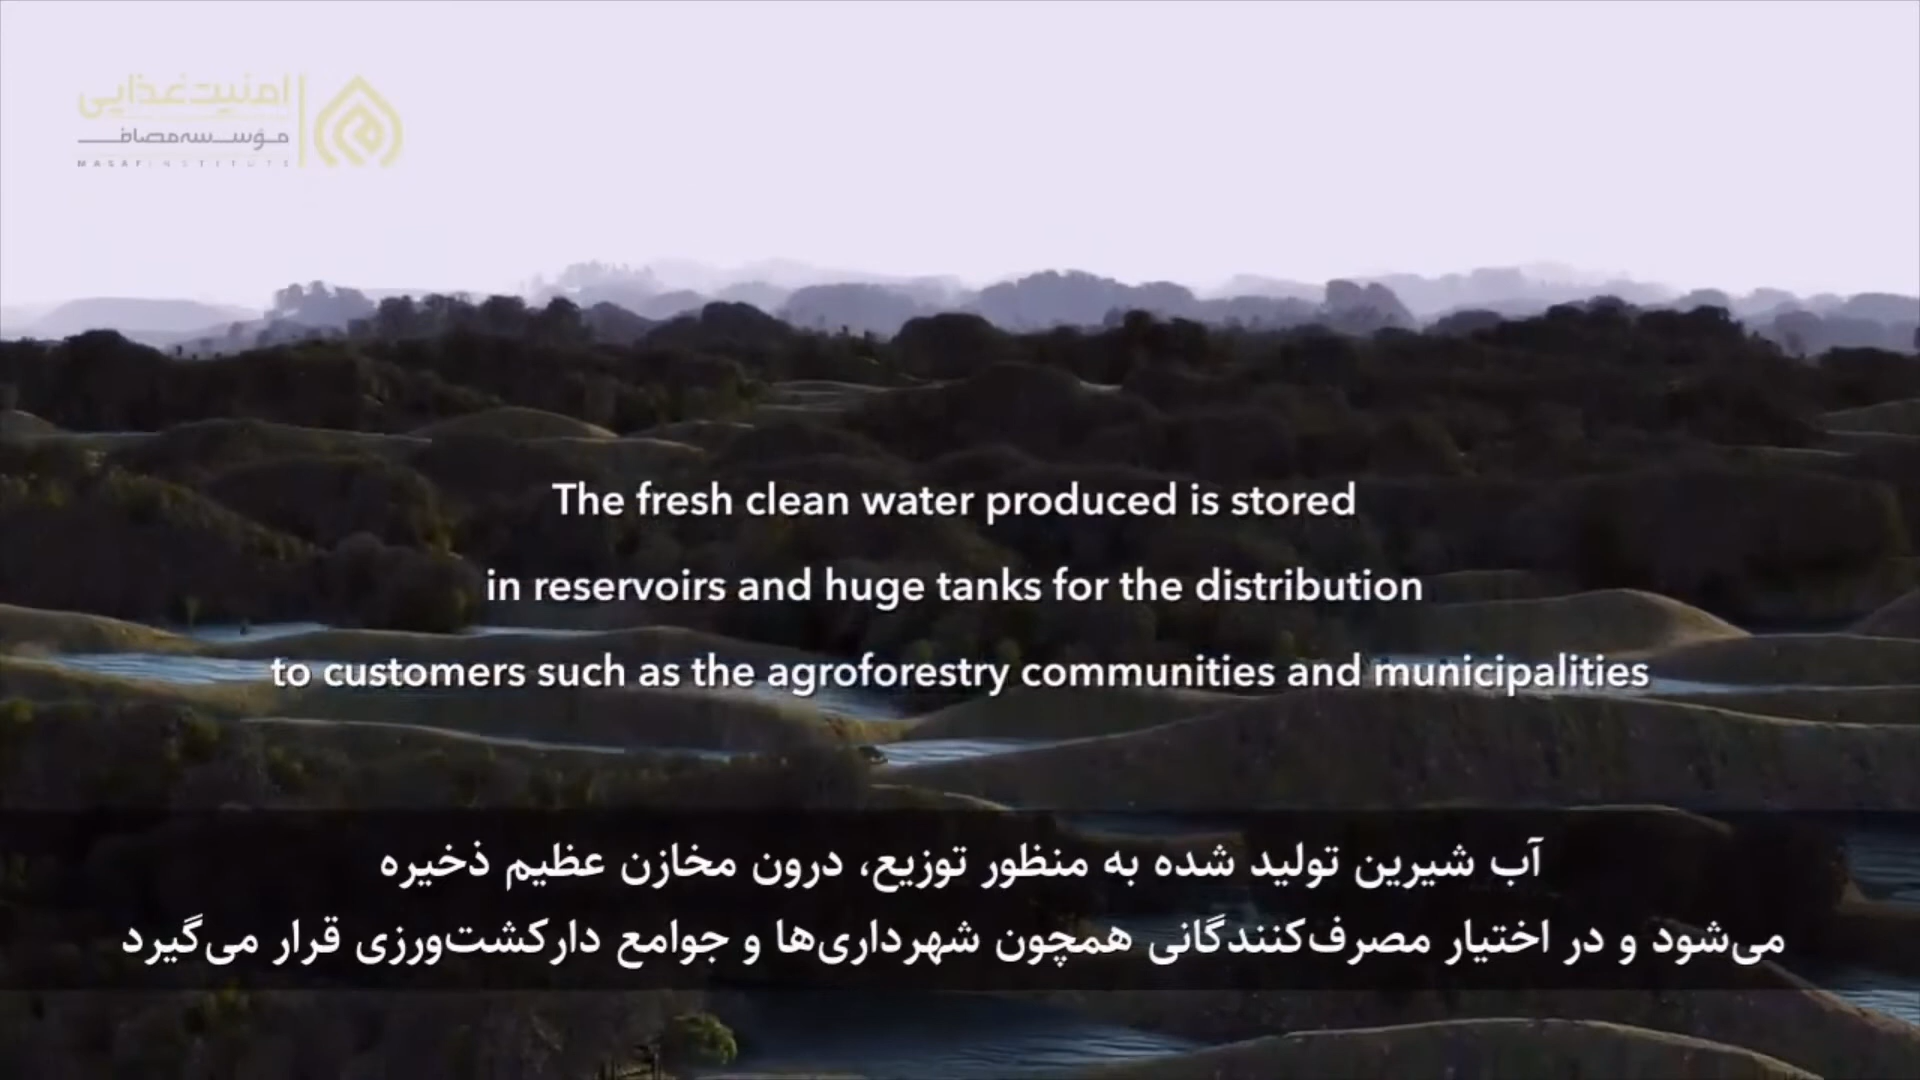 امنیت غذایی
مؤسسه مصاف
MASAF INSTITUTE
The fresh clean water produced is stored
in reservoirs and huge tanks for the distribution
to customers such as the agroforestry communities and municipalities
آب شیرین تولید شده به منظور توزیع، درون مخازن عظیم ذخیره
می‌شود و در اختیار مصرف‌کنندگانی همچون شهرداری‌ها و جوامع دارکشت‌ورزی قرار می‌گیرد